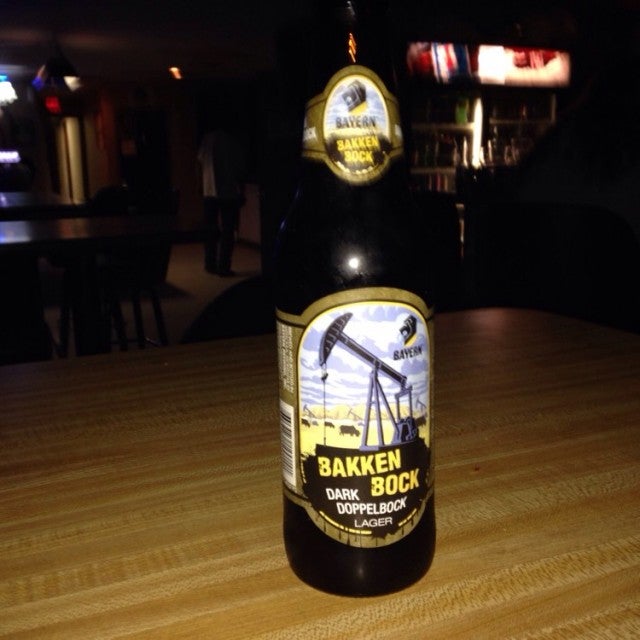 BAYERN
BAKKEN
BOCK
BAYERN
BAKKEN
BOCK
DARK
DOPPELBOCK
LAGER